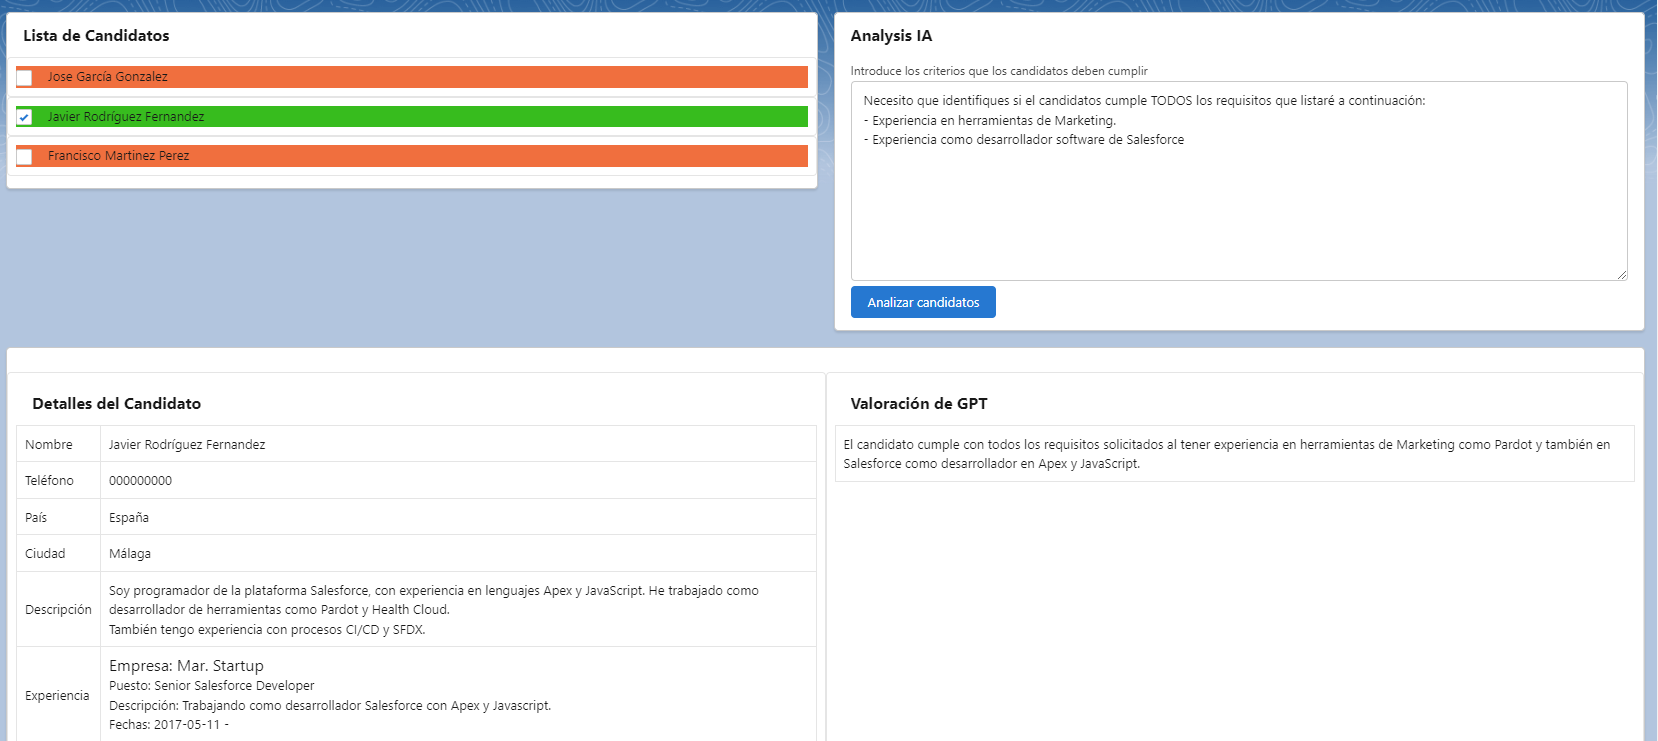 Lista de Candidatos
Jose García Gonzalez
Javier Rodríguez Fernandez
Francisco Martinez Perez
Analysis IA
Introduce los criterios que los candidatos deben cumplir
Necesito que identifiques si el candidatos cumple TODOS los requisitos que listaré a continuación:
- Experiencia en herramientas de Marketing.
- Experiencia como desarrollador software de Salesforce
Analizar candidatos
Detalles del Candidato
Nombre Javier Rodríguez Fernandez
Teléfono 000000000
País España
Ciudad Málaga
Descripción
Soy programador de la plataforma Salesforce, con experiencia en lenguajes Apex y JavaScript. He trabajado como
desarrollador de herramientas como Pardot y Health Cloud.
También tengo experiencia con procesos CI/CD y SFDX.
Experiencia
Empresa: Mar. Startup
Puesto: Senior Salesforce Developer
Descripción: Trabajando como desarrollador Salesforce con Apex y Javascript.
Fechas: 2017-05-11 -
Valoración de GPT
El candidato cumple con todos los requisitos solicitados al tener experiencia en herramientas de Marketing como Pardot y también en
Salesforce como desarrollador en Apex y JavaScript.